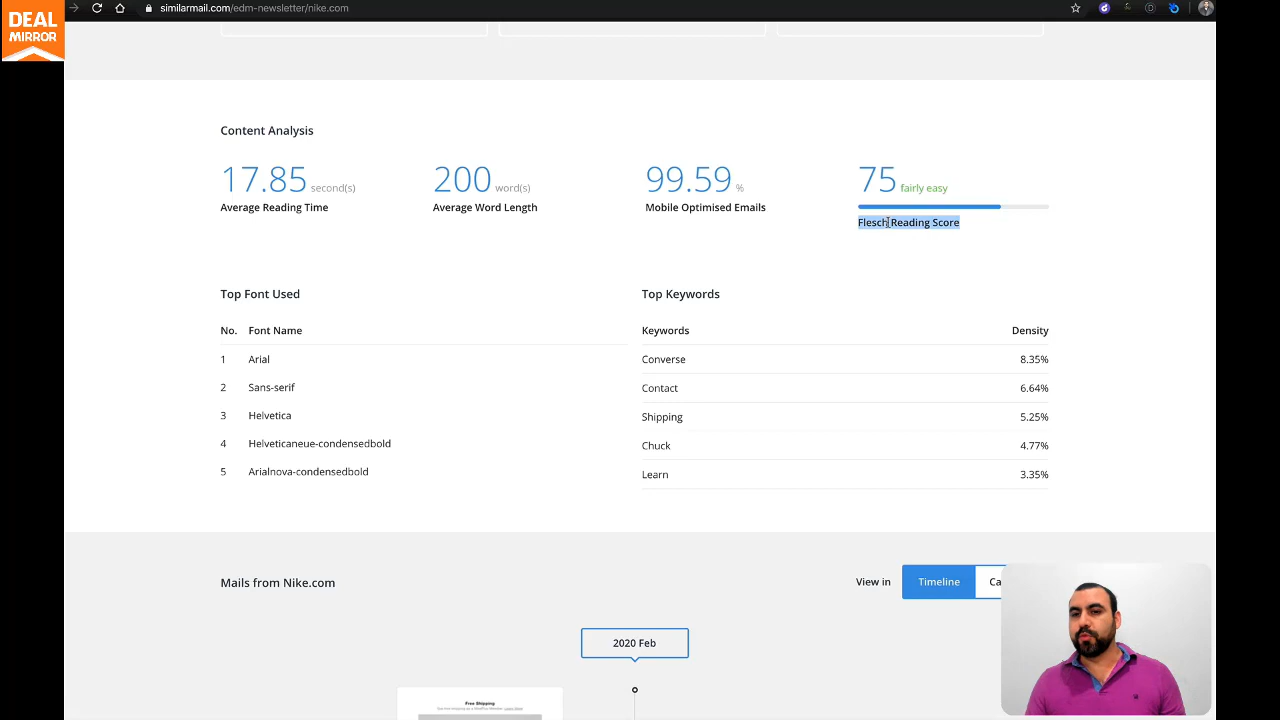 DEAL
MIRROR
similarmail.com/edm-newsletter/nike.com
Content Analysis
17.85 second(s)
Average Reading Time
200 word(s)
Average Word Length
99.59 %
Mobile Optimised Emails
75 fairly easy
Flesch Reading Score
Top Font Used
No. Font Name
1 Arial
2 Sans-serif
3 Helvetica
4 Helveticaneue-condensedbold
5 Arialnova-condensedbold
Top Keywords
Keywords Density
Converse 8.35%
Contact 6.64%
Shipping 5.25%
Chuck 4.77%
Learn 3.35%
Mails from Nike.com
View in Timeline Ca
2020 Feb
Free Shipping